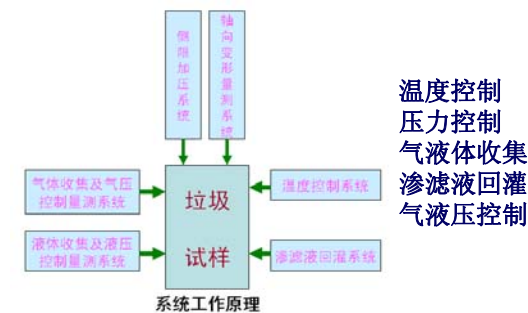 侧限加压系统
轴向变形量测系统
气体收集及气压
控制量测系统
液体收集及液压
控制量测系统
垃圾
试样
温度控制系统
渗滤液回灌系统
系统工作原理
温度控制
压力控制
气液体收集
渗滤液回灌
气液压控制